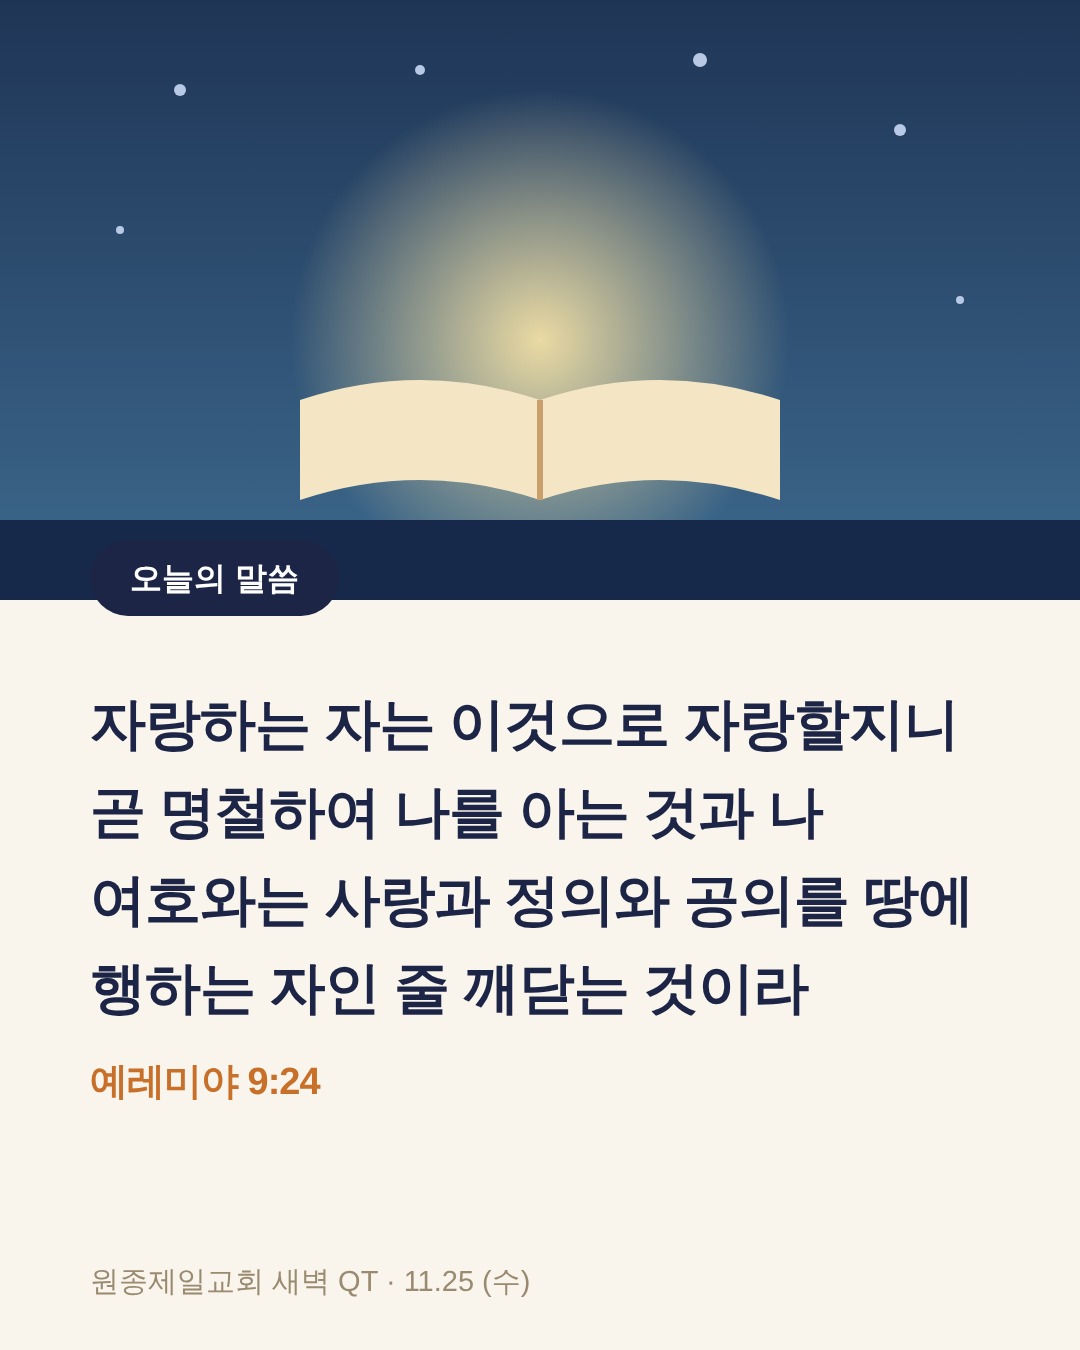 오늘의 말씀
자랑하는 자는 이것으로 자랑할지니
곧 명철하여 나를 아는 것과 나
여호와는 사랑과 정의와 공의를 땅에
행하는 자인 줄 깨닫는 것이라
예레미야 9:24
원종제일교회 새벽 QT · 11.25 (수)